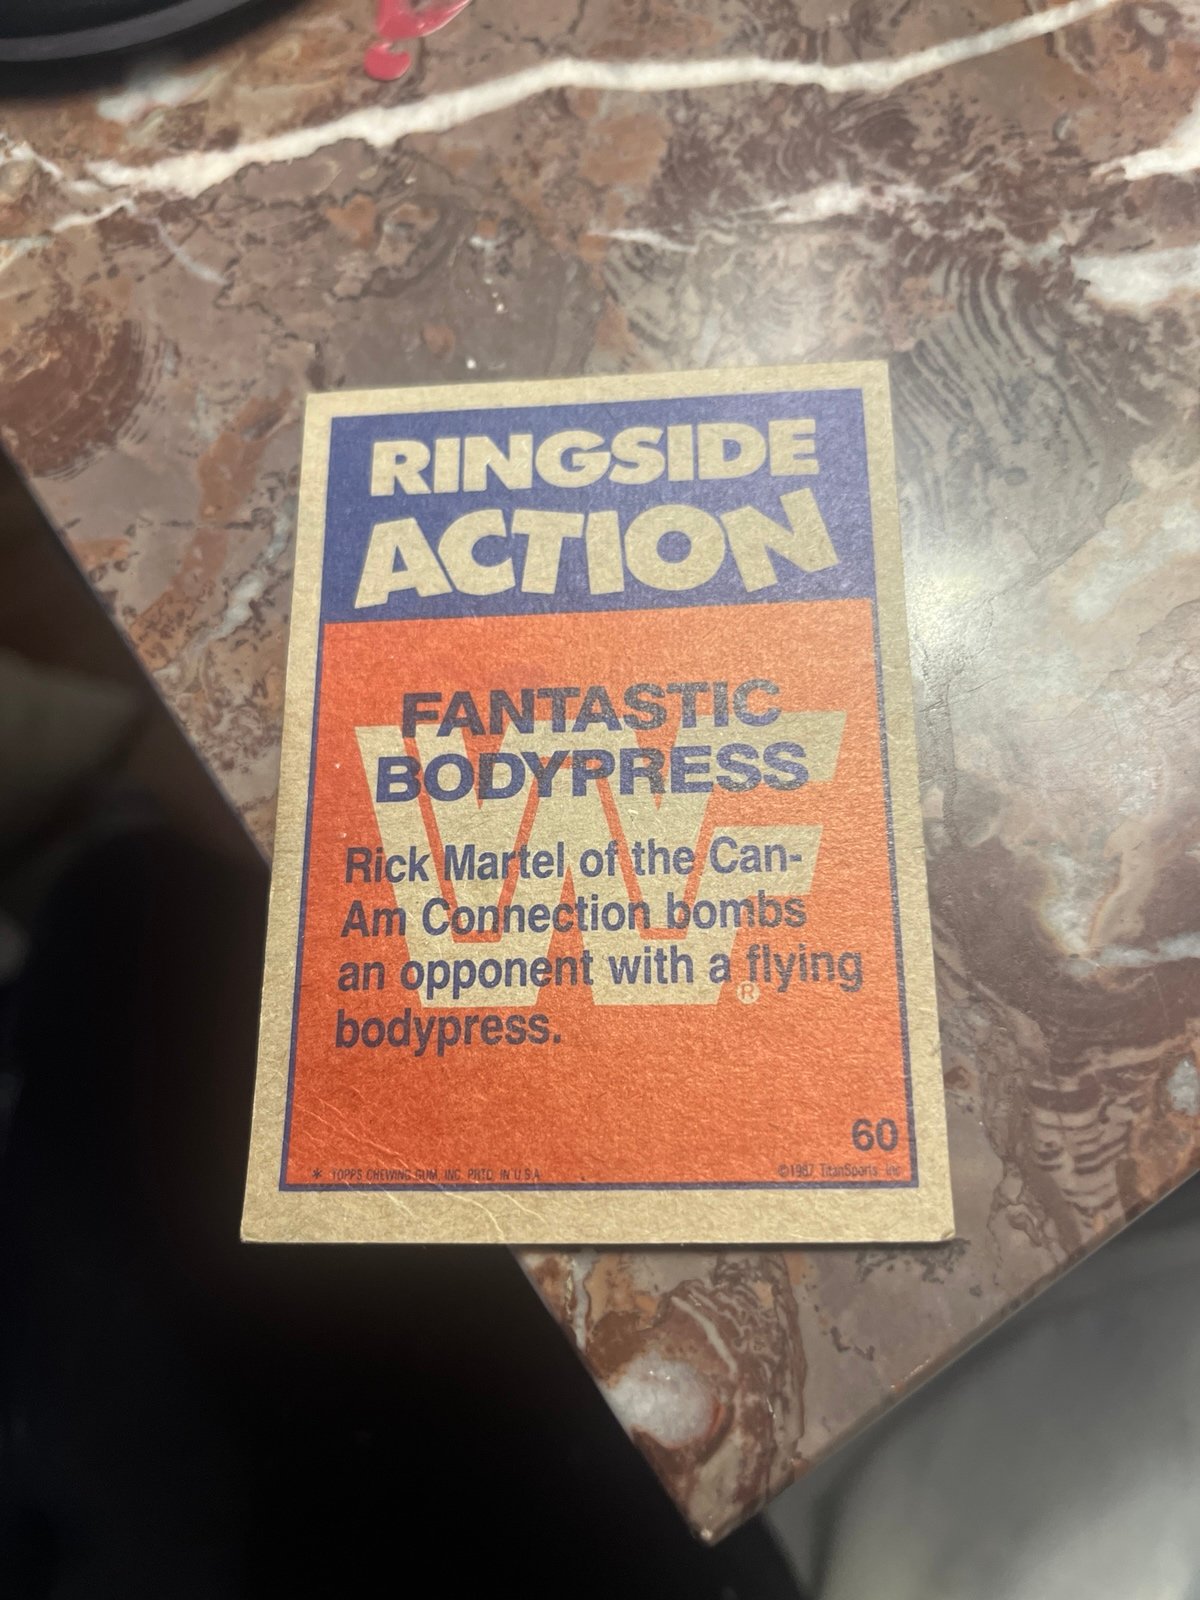 RINGSIDE
ACTION
FANTASTIC
BODYPRESS
Rick Martel of the Can-
Am Connection bombs
an opponent with a flying
bodypress.
WF
®
60
* TOPPS CHEWING GUM, INC. PRTD. IN U.S.A.
©1987 TitanSports, Inc.